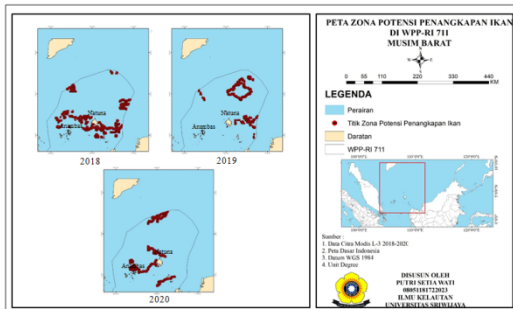 Natuna
Anambas
2018
Natuna
Anambas
2019
Natuna
Anambas
2020
PETA ZONA POTENSI PENANGKAPAN IKAN
DI WPP-RI 711
MUSIM BARAT
0 55 110 220 330 440
KM
LEGENDA
Perairan
Titik Zona Potensi Penangkapan Ikan
Daratan
WPP-RI 711
Sumber :
1. Data Citra Modis L-3 2018-2020
2. Peta Dasar Indonesia
3. Datum WGS 1984
4. Unit Degree
DISUSUN OLEH
PUTRI SETIA WATI
08051181722023
ILMU KELAUTAN
UNIVERSITAS SRIWIJAYA